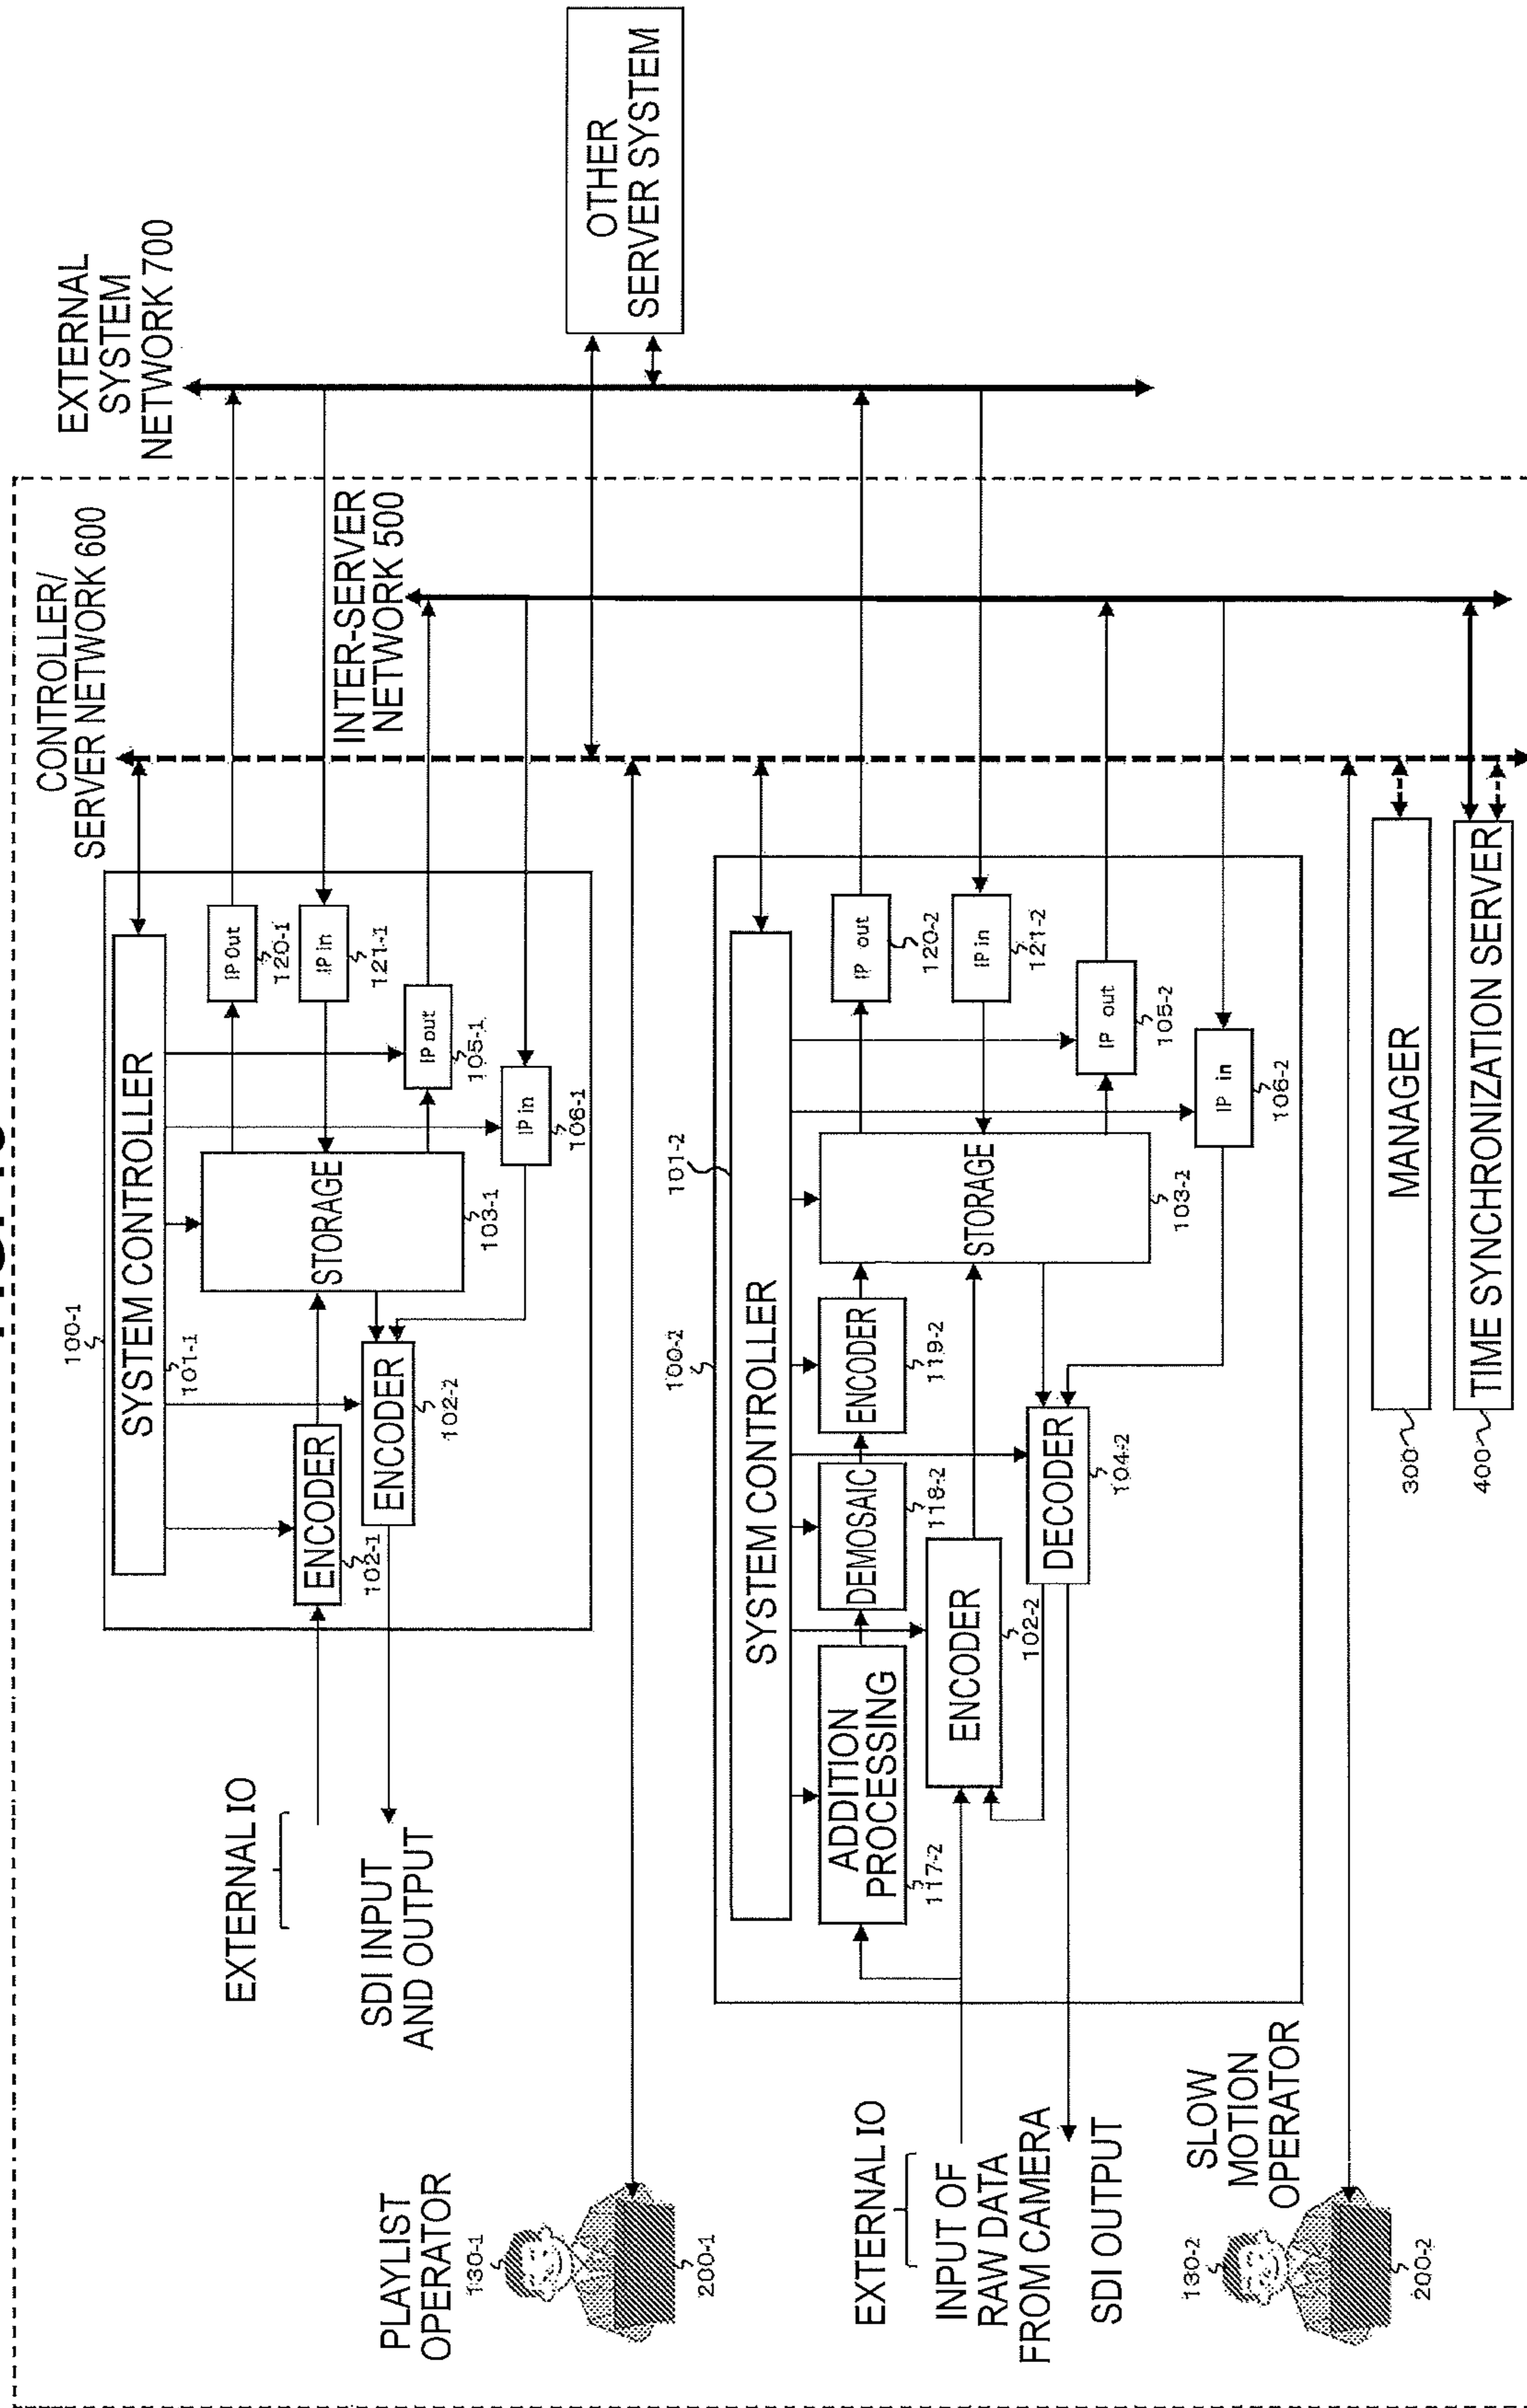 EXTERNAL
SYSTEM
NETWORK 700
CONTROLLER/
SERVER NETWORK 600
INTER-SERVER
NETWORK 500
OTHER
SERVER SYSTEM
100-1
SYSTEM CONTROLLER
101-1
ENCODER
102-1
ENCODER
102-2
STORAGE
103-1
IP Out
120-1
IP in
121-1
IP out
105-1
IP in
106-1
EXTERNAL IO
SDI INPUT
AND OUTPUT
PLAYLIST
OPERATOR
130-1
200-1
100-2
SYSTEM CONTROLLER
101-2
ADDITION
PROCESSING
117-2
DEMOSAIC
118-2
ENCODER
119-2
ENCODER
102-2
DECODER
104-2
STORAGE
103-2
IP out
120-2
IP in
121-2
IP out
105-2
IP in
106-2
EXTERNAL IO
INPUT OF
RAW DATA
FROM CAMERA
SDI OUTPUT
SLOW
MOTION
OPERATOR
130-2
200-2
MANAGER
300
TIME SYNCHRONIZATION SERVER
400